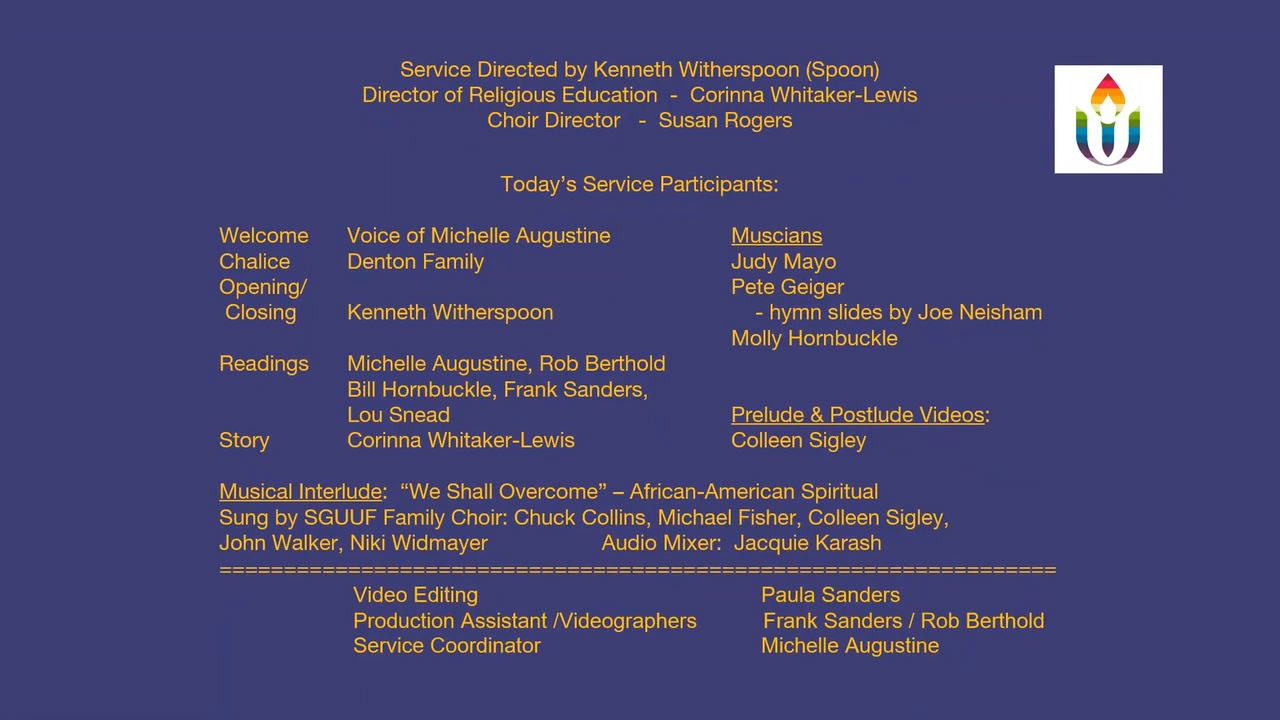 Service Directed by Kenneth Witherspoon (Spoon)
Director of Religious Education - Corinna Whitaker-Lewis
Choir Director - Susan Rogers
Today’s Service Participants:
Welcome Voice of Michelle Augustine
Chalice Denton Family
Opening/
Closing Kenneth Witherspoon
Readings Michelle Augustine, Rob Berthold
Bill Hornbuckle, Frank Sanders,
Lou Snead
Story Corinna Whitaker-Lewis
Muscians
Judy Mayo
Pete Geiger
- hymn slides by Joe Neisham
Molly Hornbuckle
Prelude & Postlude Videos:
Colleen Sigley
Musical Interlude: “We Shall Overcome” – African-American Spiritual
Sung by SGUUF Family Choir: Chuck Collins, Michael Fisher, Colleen Sigley,
John Walker, Niki Widmayer Audio Mixer: Jacquie Karash
=================================================================
Video Editing Paula Sanders
Production Assistant /Videographers Frank Sanders / Rob Berthold
Service Coordinator Michelle Augustine